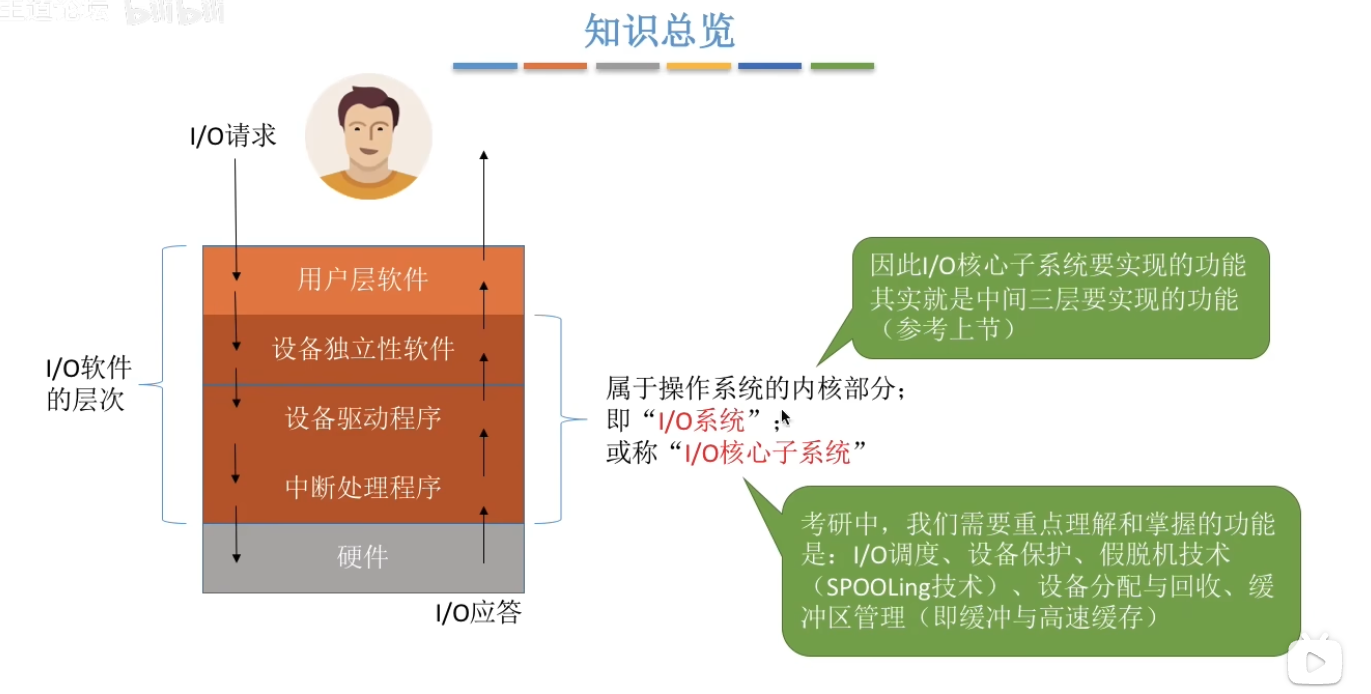 王道论坛 bilibili
知识总览
I/O请求
用户层软件
设备独立性软件
设备驱动程序
中断处理程序
硬件
I/O应答
I/O软件
的层次
因此I/O核心子系统要实现的功能
其实就是中间三层要实现的功能
（参考上节）
属于操作系统的内核部分；
即“I/O系统”；
或称“I/O核心子系统”
考研中，我们需要重点理解和掌握的功能
是：I/O调度、设备保护、假脱机技术
（SPOOLing技术）、设备分配与回收、缓
冲区管理（即缓冲与高速缓存）